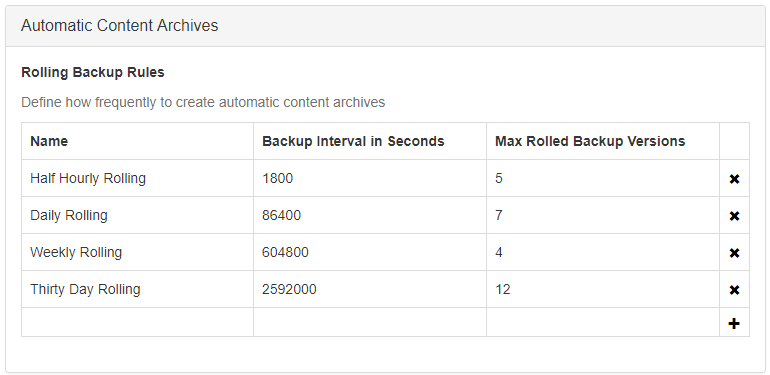 Automatic Content Archives
Rolling Backup Rules
Define how frequently to create automatic content archives
Name Backup Interval in Seconds Max Rolled Backup Versions
Half Hourly Rolling 1800 5
Daily Rolling 86400 7
Weekly Rolling 604800 4
Thirty Day Rolling 2592000 12